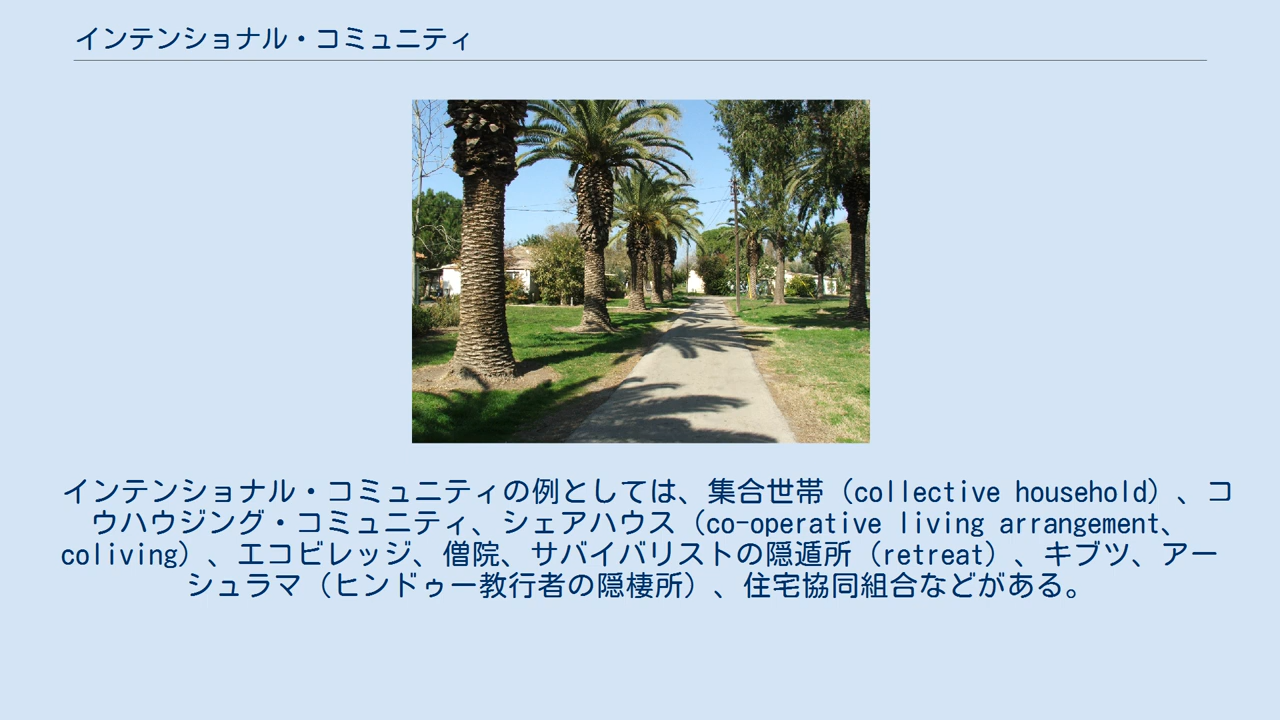 インテンショナル・コミュニティ
インテンショナル・コミュニティの例としては、集合世帯（collective household）、コ
ウハウジング・コミュニティ、シェアハウス（co-operative living arrangement、
coliving）、エコビレッジ、僧院、サバイバリストの隠遁所（retreat）、キブツ、アー
シュラマ（ヒンドゥー教行者の隠棲所）、住宅協同組合などがある。